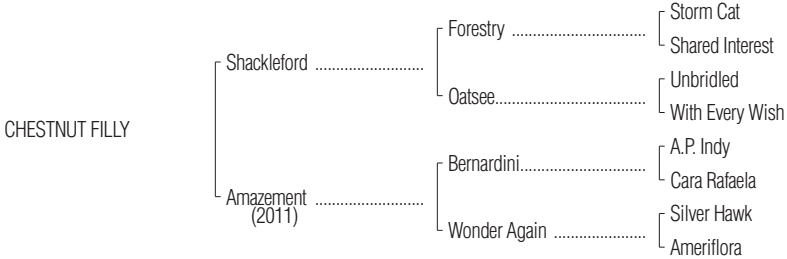 Storm Cat
Forestry ..............................
Shared Interest
Shackleford ........................
Unbridled
Oatsee.................................
With Every Wish
CHESTNUT FILLY
A.P. Indy
Bernardini............................
Cara Rafaela
Amazement ........................
(2011)
Silver Hawk
Wonder Again .....................
Ameriflora